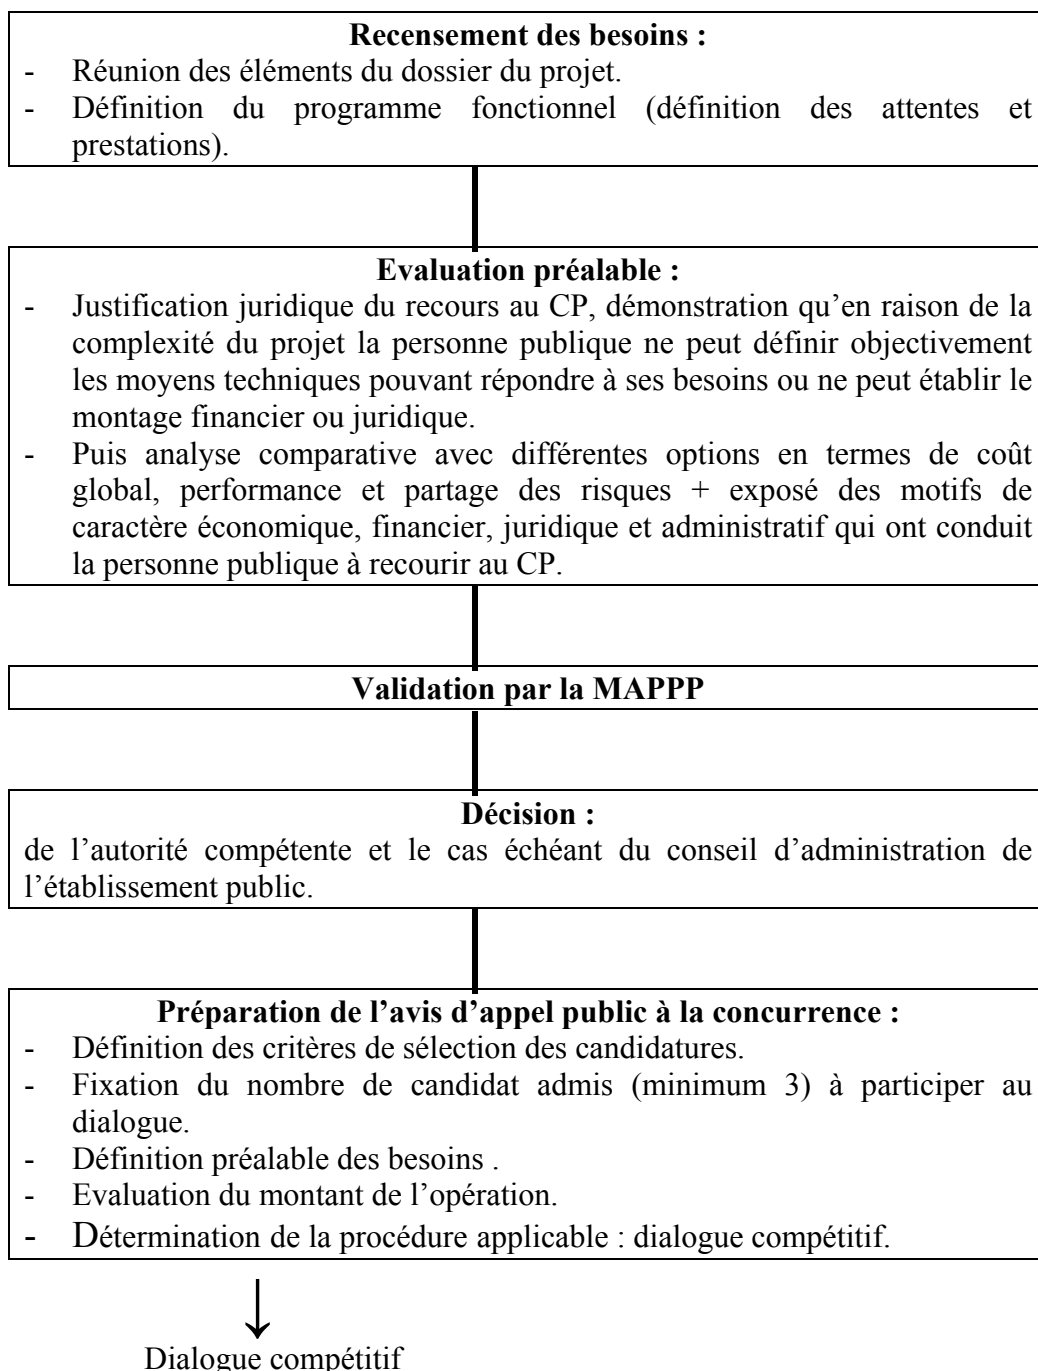 Recensement des besoins :
- Réunion des éléments du dossier du projet.
- Définition du programme fonctionnel (définition des attentes et
prestations).
Evaluation préalable :
- Justification juridique du recours au CP, démonstration qu'en raison de la
complexité du projet la personne publique ne peut définir objectivement
les moyens techniques pouvant répondre à ses besoins ou ne peut établir le
montage financier ou juridique.
- Puis analyse comparative avec différentes options en termes de coût
global, performance et partage des risques + exposé des motifs de
caractère économique, financier, juridique et administratif qui ont conduit
la personne publique à recourir au CP.
Validation par la MAPPP
Décision :
de l'autorité compétente et le cas échéant du conseil d'administration de
l'établissement public.
Préparation de l'avis d'appel public à la concurrence :
- Définition des critères de sélection des candidatures.
- Fixation du nombre de candidat admis (minimum 3) à participer au
dialogue.
- Définition préalable des besoins .
- Evaluation du montant de l'opération.
- Détermination de la procédure applicable : dialogue compétitif.
Dialogue compétitif